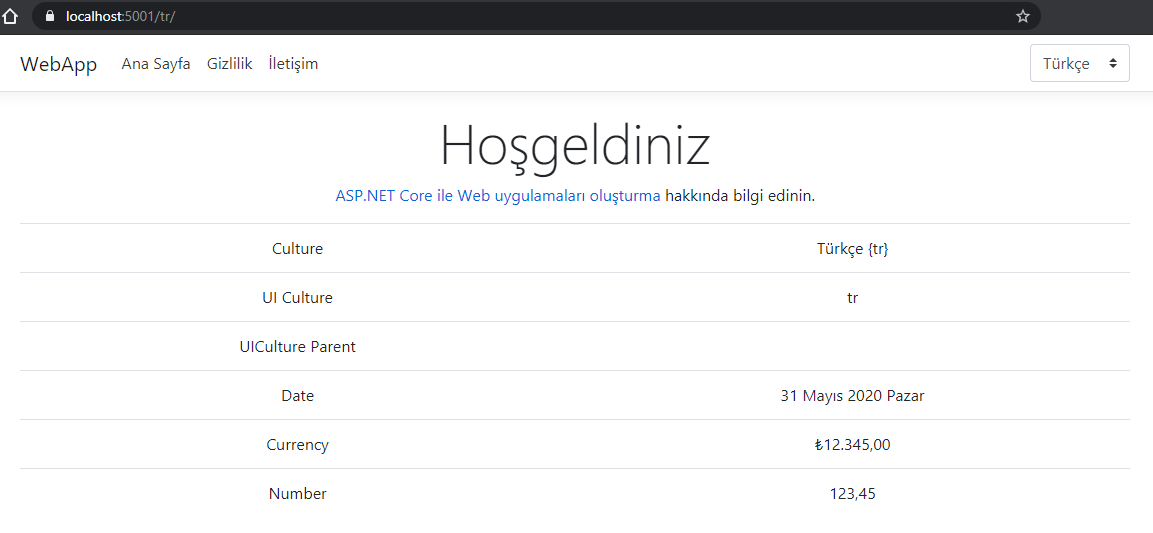 localhost:5001/tr/
WebApp Ana Sayfa Gizlilik İletişim Türkçe
Hoşgeldiniz
ASP.NET Core ile Web uygulamaları oluşturma hakkında bilgi edinin.
Culture Türkçe {tr}
UI Culture tr
UICulture Parent
Date 31 Mayıs 2020 Pazar
Currency ₺12.345,00
Number 123,45